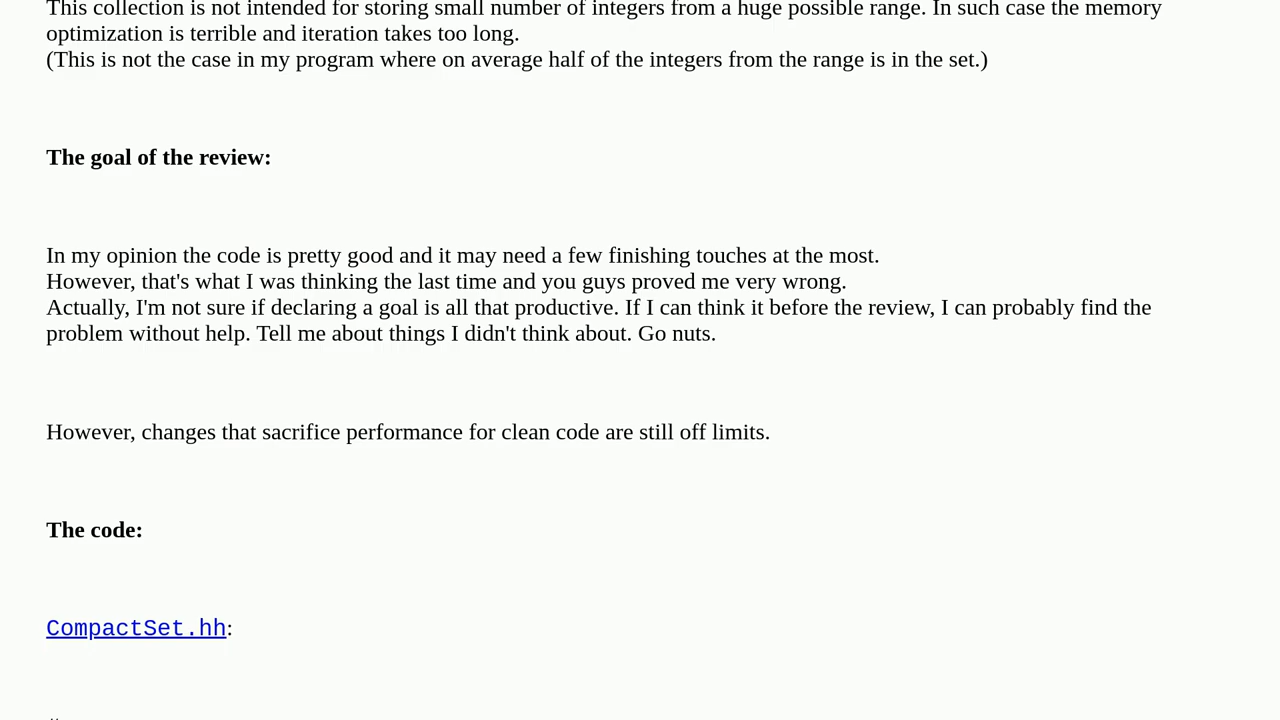 This collection is not intended for storing small number of integers from a huge possible range. In such case the memory
optimization is terrible and iteration takes too long.
(This is not the case in my program where on average half of the integers from the range is in the set.)
The goal of the review:
In my opinion the code is pretty good and it may need a few finishing touches at the most.
However, that's what I was thinking the last time and you guys proved me very wrong.
Actually, I'm not sure if declaring a goal is all that productive. If I can think it before the review, I can probably find the
problem without help. Tell me about things I didn't think about. Go nuts.
However, changes that sacrifice performance for clean code are still off limits.
The code:
CompactSet.hh: